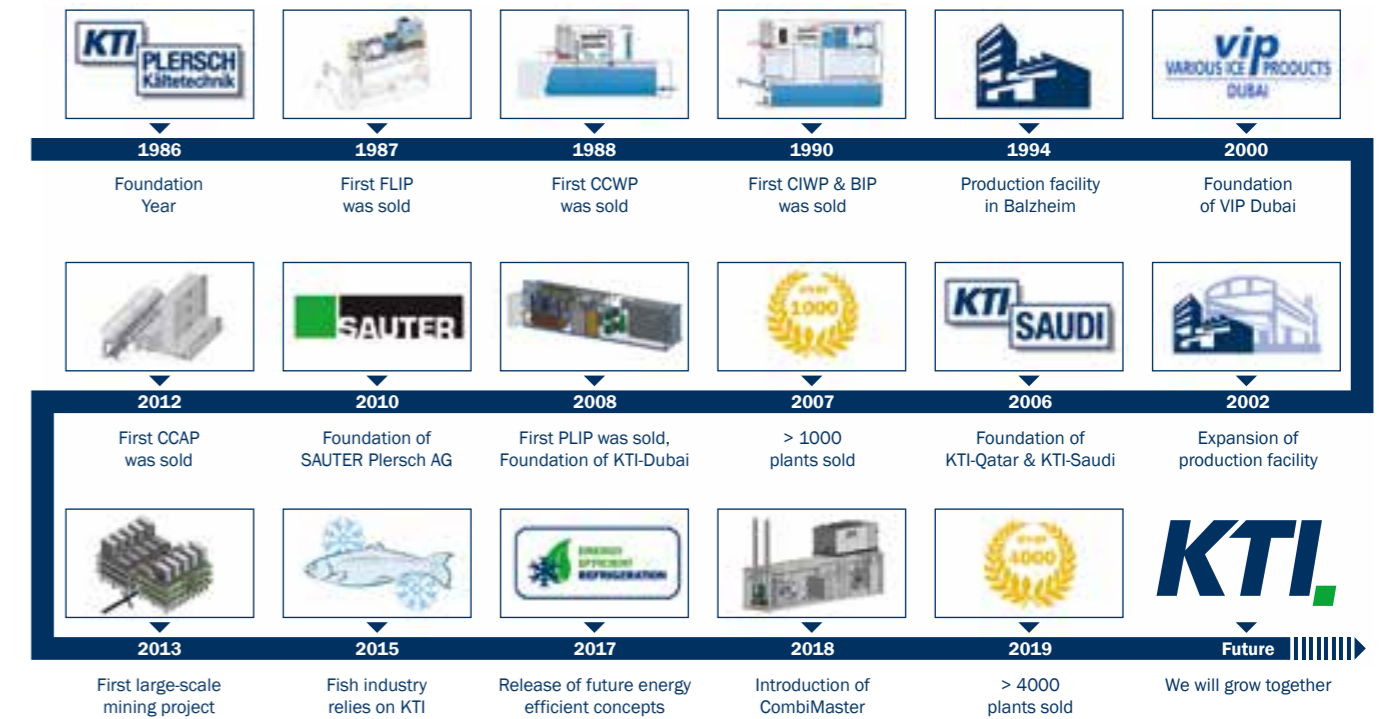 KTI
PLERSCH
Kältetechnik
vip
VARIOUS ICE PRODUCTS
DUBAI
1986
1987
1988
1990
1994
2000
Foundation
Year
First FLIP
was sold
First CCWP
was sold
First CIWP & BIP
was sold
Production facility
in Balzheim
Foundation
of VIP Dubai
SAUTER
OVER
1000
KTI
SAUDI
2012
2010
2008
2007
2006
2002
First CCAP
was sold
Foundation of
SAUTER Plersch AG
First PLIP was sold,
Foundation of KTI-Dubai
> 1000
plants sold
Foundation of
KTI-Qatar & KTI-Saudi
Expansion of
production facility
ENERGY
EFFICIENT
REFRIGERATION
OVER
4000
KTI.
2013
2015
2017
2018
2019
Future
First large-scale
mining project
Fish industry
relies on KTI
Release of future energy
efficient concepts
Introduction of
CombiMaster
> 4000
plants sold
We will grow together